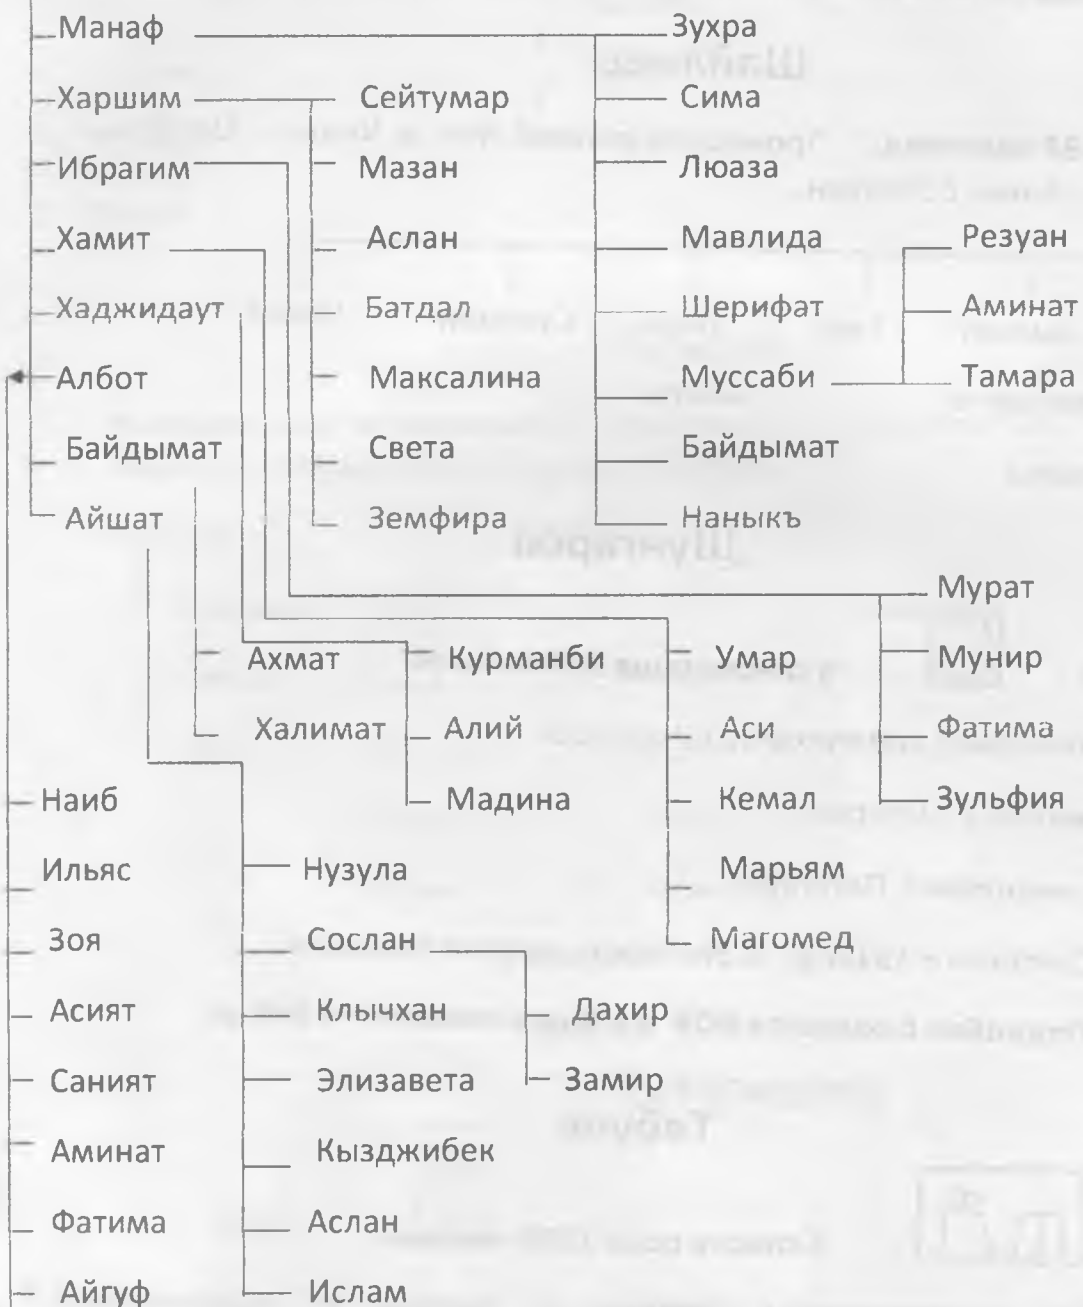 Манаф Зухра
Харшим Сейтумар Сима
Ибрагим Мазан Люаза
Хамит Аслан Мавлида Резуан
Хаджидаут Батдал Шерифат Аминат
Албот Максалина Муссаби Тамара
Байдымат Света Байдымат
Айшат Земфира Наныкъ
Мурат
Ахмат Курманби Умар Мунир
Халимат Алий Аси Фатима
Наиб Мадина Кемал Зульфия
Ильяс Нузула Марьям
Зоя Сослан Магомед
Асият Клычхан Дахир
Саният Элизавета Замир
Аминат Кызджибек
Фатима Аслан
Айгуф Ислам